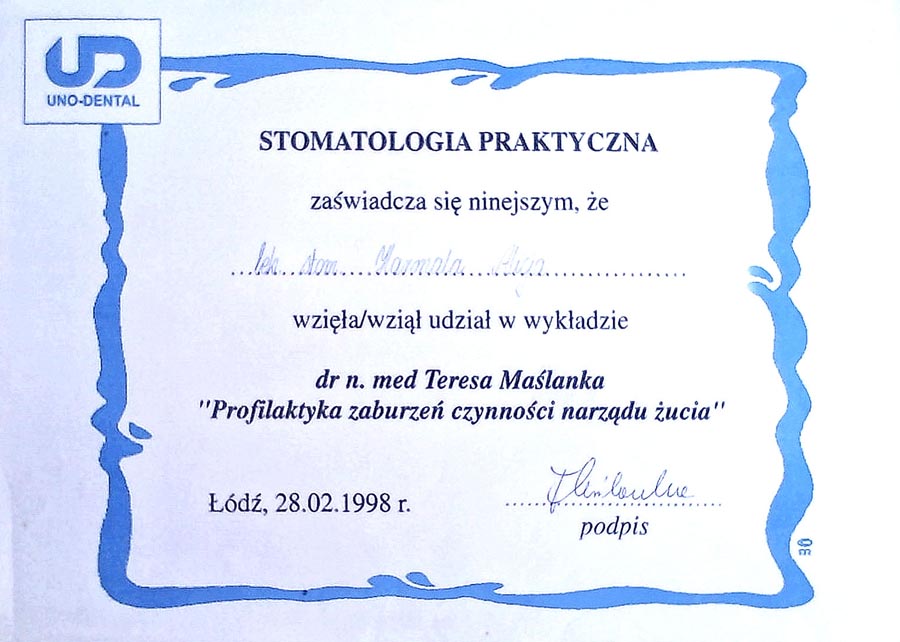 UD
UNO-DENTAL
STOMATOLOGIA PRAKTYCZNA
zaświadcza się ninejszym, że
lek. stom.
wzięła/wziął udział w wykładzie
dr n. med Teresa Maślanka
"Profilaktyka zaburzeń czynności narządu żucia"
Łódź, 28.02.1998 r.
podpis